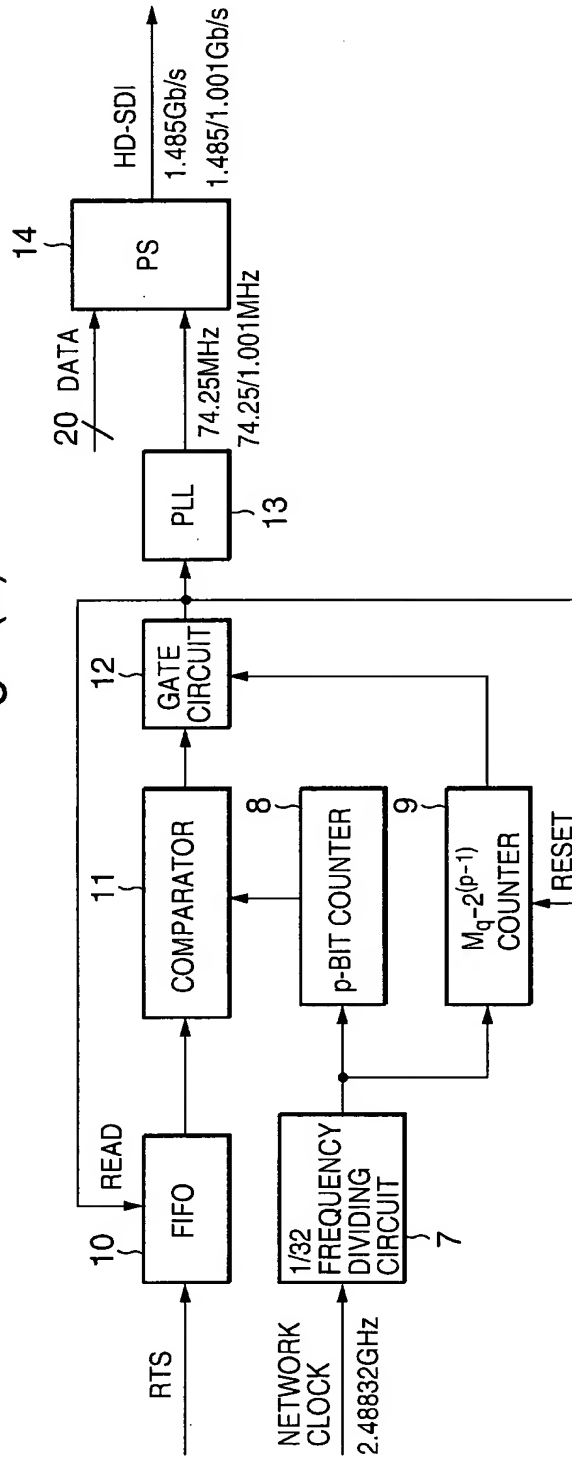 HD-SDI
1.485Gb/s
1.485/1.001Gb/s
14
PS
20 DATA
74.25MHz
74.25/1.001MHz
PLL
13
12
GATE
CIRCUIT
11
COMPARATOR
8
p-BIT COUNTER
9
Mq-2(p-1)
COUNTER
RESET
READ
10
FIFO
RTS
1/32
FREQUENCY
DIVIDING
CIRCUIT
7
NETWORK
CLOCK
2.48832GHz